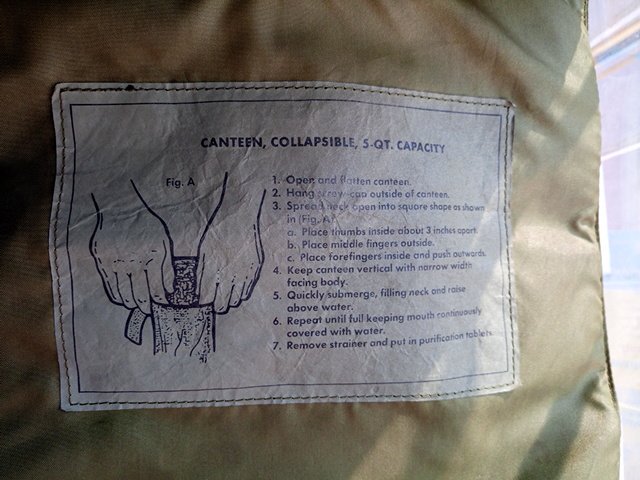 CANTEEN, COLLAPSIBLE, 5-QT. CAPACITY
Fig. A
1. Open and flatten canteen.
2. Hang screw-cap outside of canteen.
3. Spread neck open into square shape as shown
in (Fig. A)
a. Place thumbs inside about 3 inches apart.
b. Place middle fingers outside.
c. Place forefingers inside and push outwards.
4. Keep canteen vertical with narrow width
facing body.
5. Quickly submerge, filling neck and raise
above water.
6. Repeat until full keeping mouth continuously
covered with water.
7. Remove strainer and put in purification tablets.